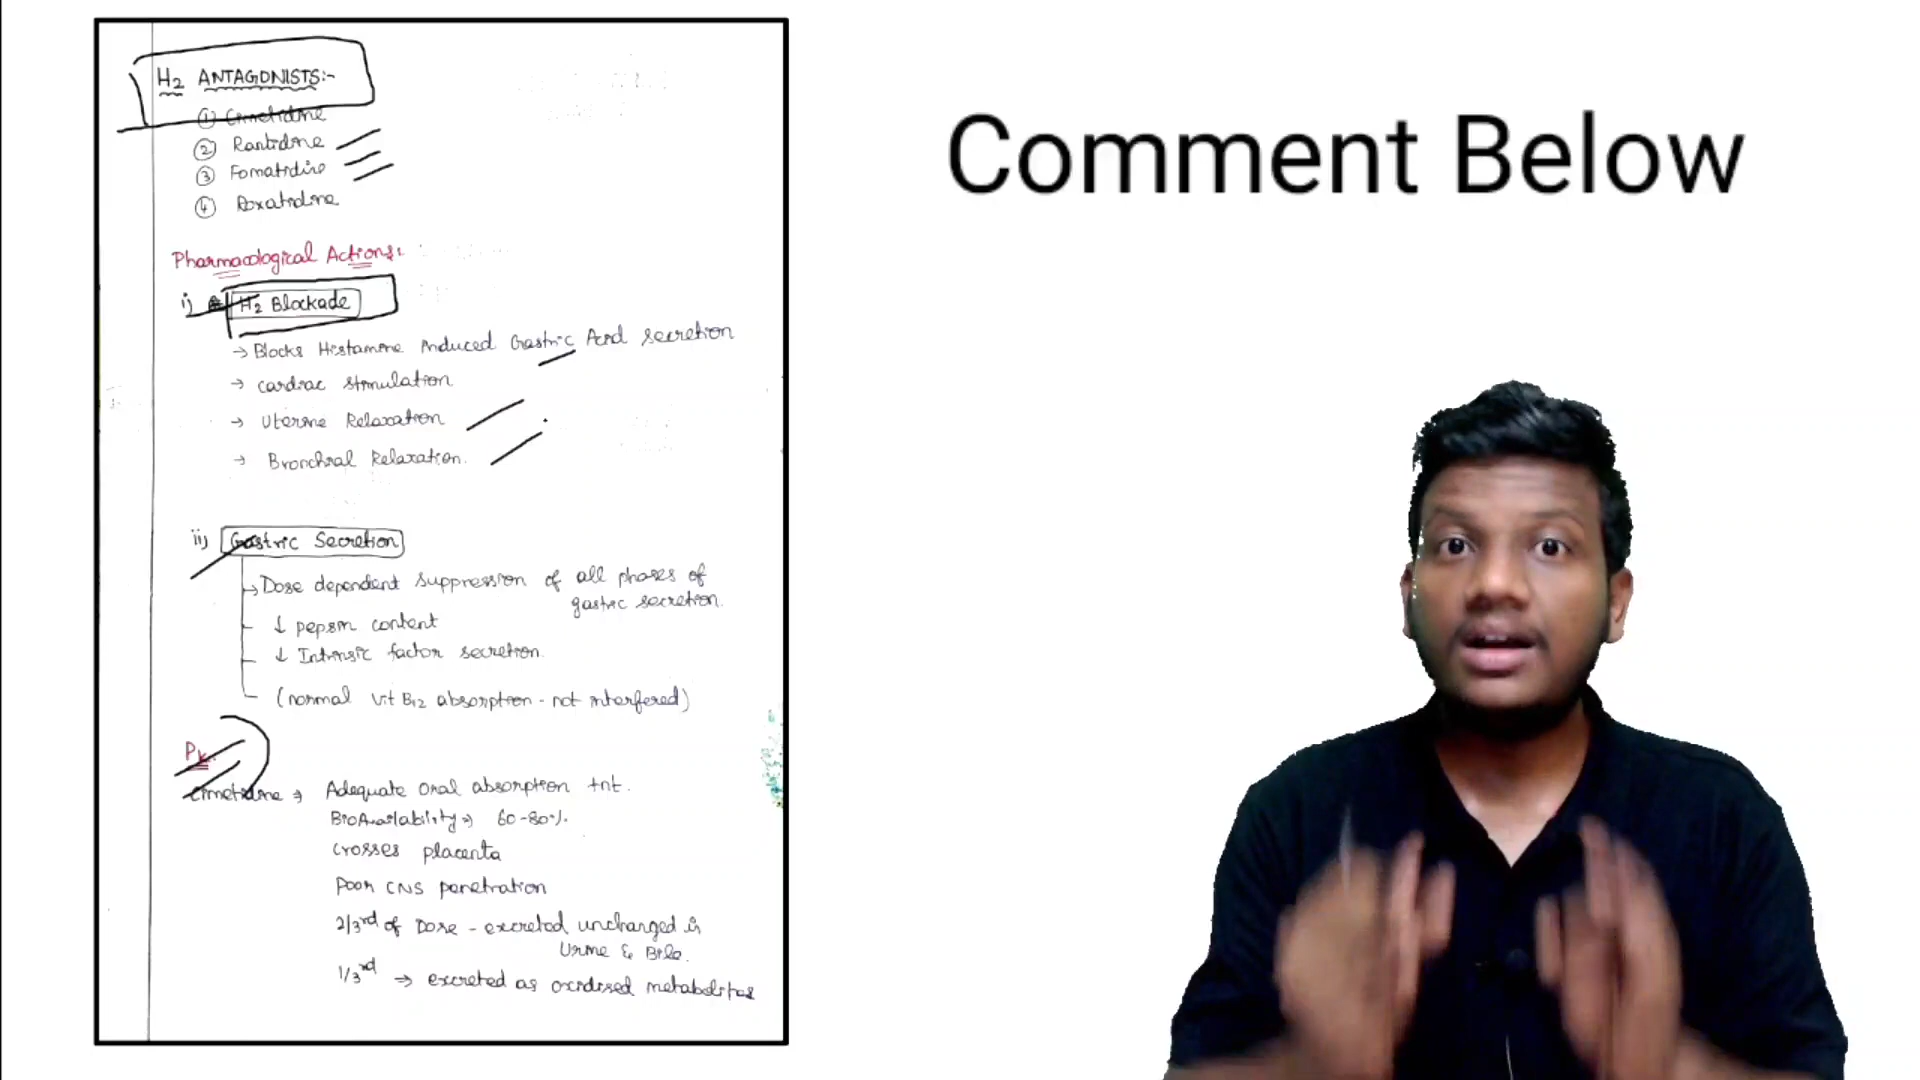 H2 ANTAGONISTS:-
① Cimetidine
② Ranitidine
③ Fomatidine
④ Roxatidine
Pharmacological Actions:
i) H2 Blockade
→ Blocks Histamine Induced Gastric Acid secretion
→ cardiac stimulation
→ Uterine Relaxation
→ Bronchial Relaxation.
ii) Gastric Secretion
→ Dose dependent suppression of all phases of
gastric secretion.
↓ pepsin content
↓ Intrinsic factor secretion.
(normal Vit B12 absorption - not interfered)
Pk
Cimetidine → Adequate oral absorption +nt.
BioAvailability → 60-80%.
Crosses placenta
Poor CNS penetration
2/3rd of Dose - excreted unchanged in
Urine & Bile.
1/3rd → excreted as oxidised metabolites
Comment Below